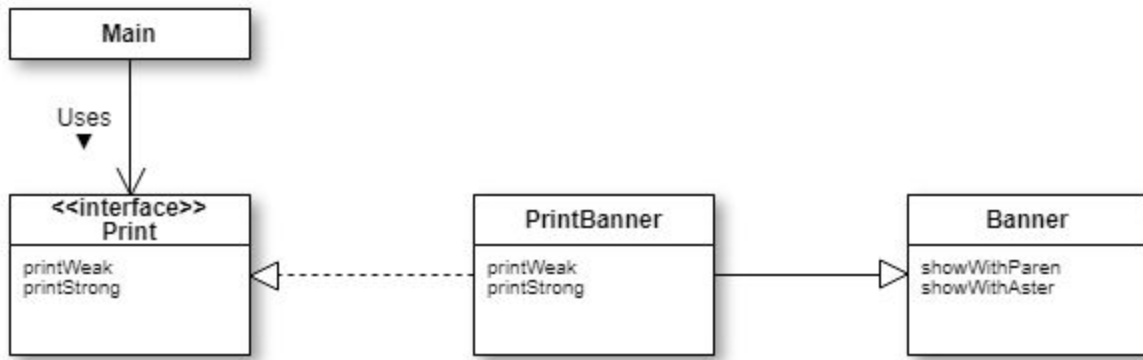 Main
Uses
▼
<<interface>>
Print
printWeak
printStrong
PrintBanner
printWeak
printStrong
Banner
showWithParen
showWithAster